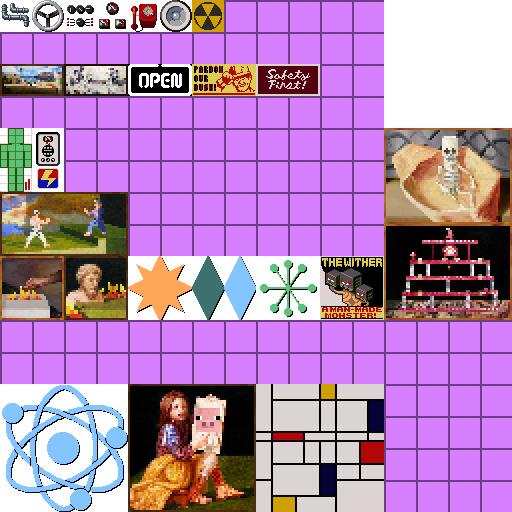 OPEN
PARDON
OUR
DUST!
Safety
First!
THE WITHER
A MAN-MADE
MONSTER!